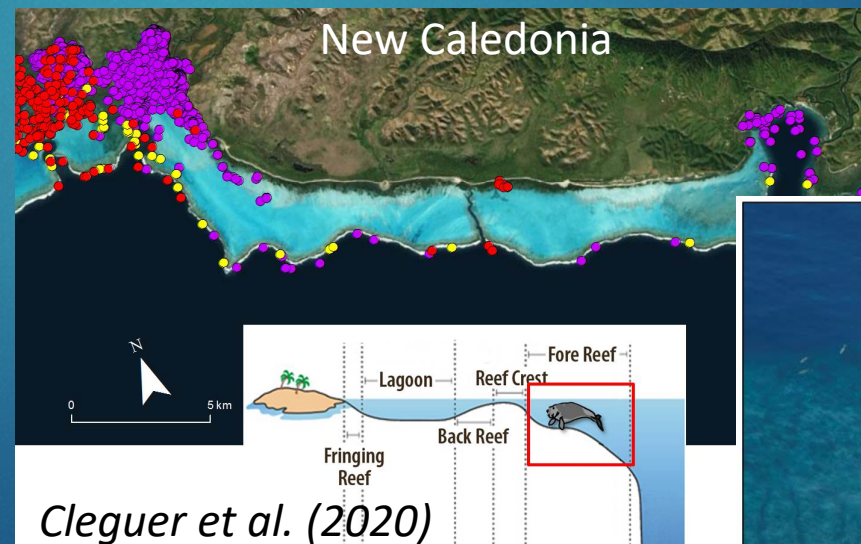 New Caledonia
N
0 5 km
Fore Reef
Lagoon
Reef Crest
Back Reef
Fringing
Reef
Cleguer et al. (2020)